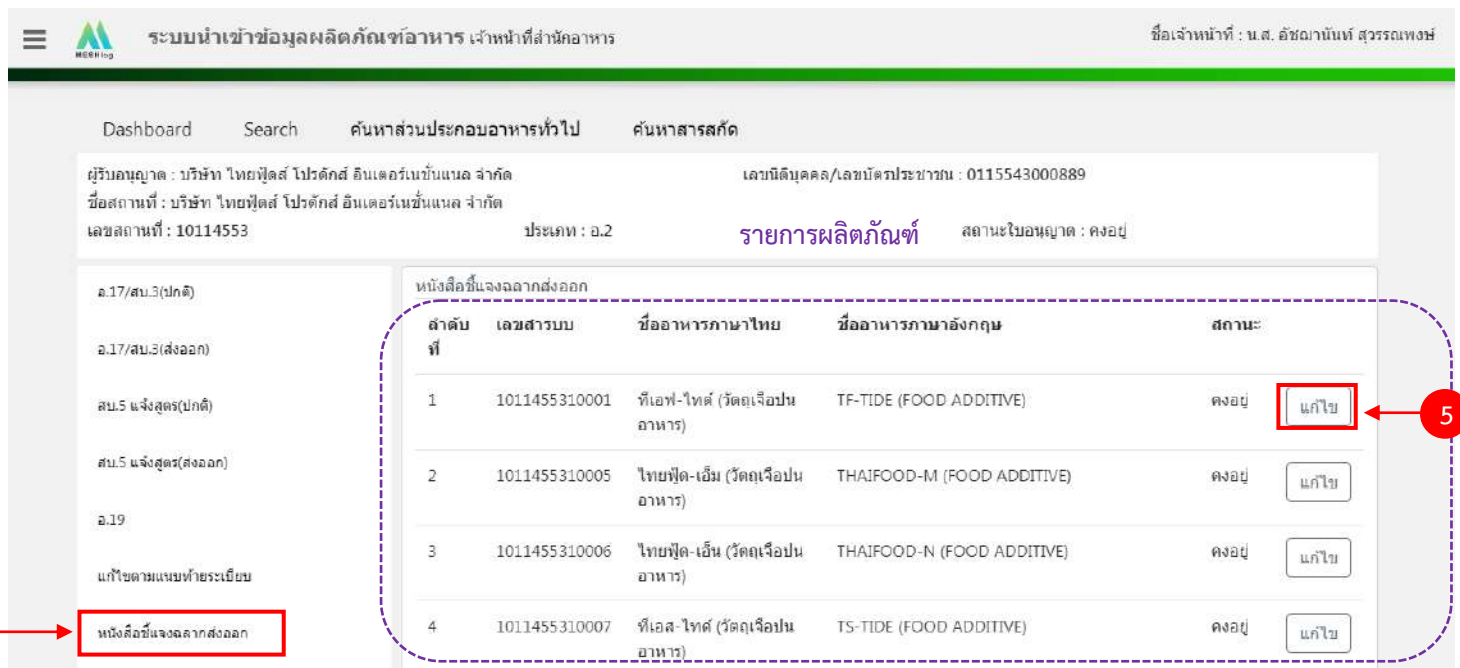 ระบบนำเข้าข้อมูลผลิตภัณฑ์อาหาร เจ้าหน้าที่สำนักอาหาร
ชื่อเจ้าหน้าที่ : น.ส. อัชฌานันท์ สุวรรณพงษ์
Dashboard Search ค้นหาส่วนประกอบอาหารทั่วไป ค้นหาสารสกัด
ผู้รับอนุญาต : บริษัท ไทยฟู้ดส์ โปรดักส์ อินเตอร์เนชั่นแนล จำกัด เลขนิติบุคคล/เลขบัตรประชาชน : 0115543000889
ชื่อสถานที่ : บริษัท ไทยฟู้ดส์ โปรดักส์ อินเตอร์เนชั่นแนล จำกัด
เลขสถานที่ : 10114553 ประเภท : อ.2 รายการผลิตภัณฑ์ สถานะใบอนุญาต : คงอยู่
อ.17/สบ.3(ปกติ)
อ.17/สบ.3(ส่งออก)
สบ.5 แจ้งสูตร(ปกติ)
สบ.5 แจ้งสูตร(ส่งออก)
อ.19
แก้ไขตามแนบท้ายระเบียบ
หนังสือชี้แจงฉลากส่งออก
หนังสือชี้แจงฉลากส่งออก
ลำดับ เลขสารบบ ชื่ออาหารภาษาไทย ชื่ออาหารภาษาอังกฤษ สถานะ
ที่
1 1011455310001 ทีเอฟ-ไทด์ (วัตถุเจือปน TF-TIDE (FOOD ADDITIVE) คงอยู่ แก้ไข 5
อาหาร)
2 1011455310005 ไทยฟู้ด-เอ็ม (วัตถุเจือปน THAIFOOD-M (FOOD ADDITIVE) คงอยู่ แก้ไข
อาหาร)
3 1011455310006 ไทยฟู้ด-เอ็น (วัตถุเจือปน THAIFOOD-N (FOOD ADDITIVE) คงอยู่ แก้ไข
อาหาร)
4 1011455310007 ทีเอส-ไทด์ (วัตถุเจือปน TS-TIDE (FOOD ADDITIVE) คงอยู่ แก้ไข
อาหาร)